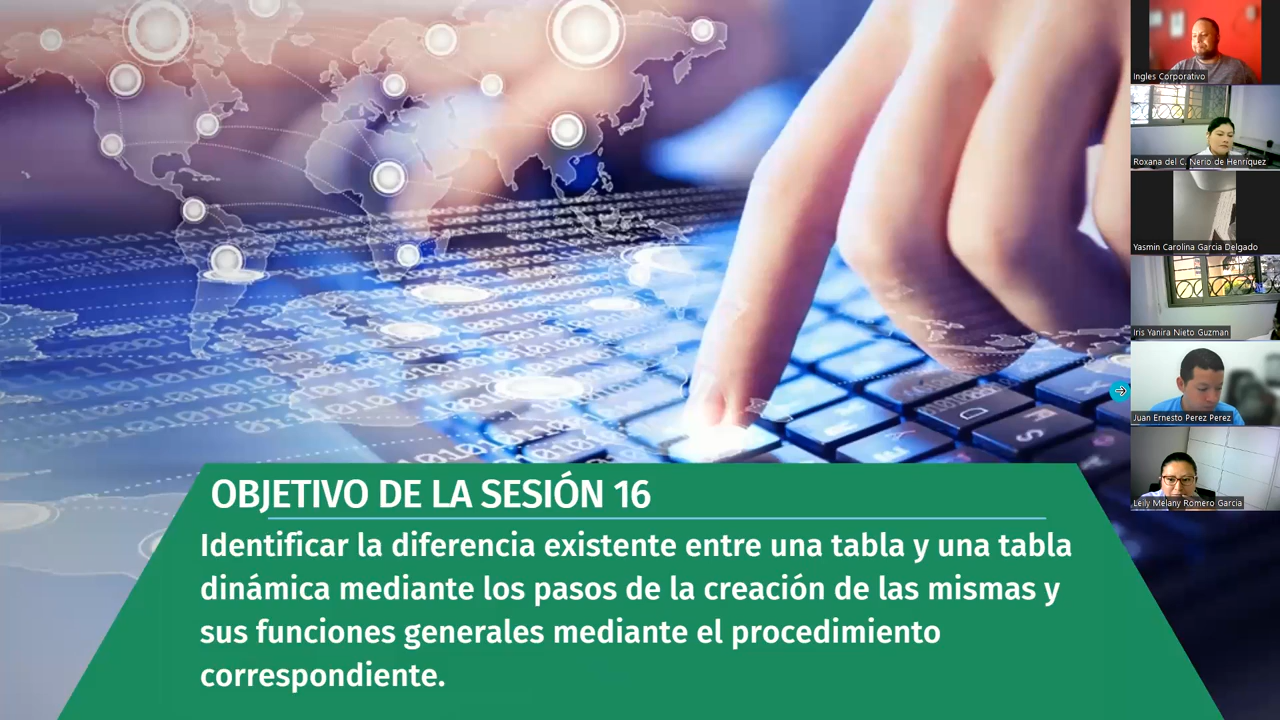 Ingles Corporativo
Roxana del C. Nerio de Henríquez
Yasmin Carolina Garcia Delgado
Iris Yanira Nieto Guzman
Juan Ernesto Perez Perez
Leily Melany Romero Garcia
OBJETIVO DE LA SESIÓN 16
Identificar la diferencia existente entre una tabla y una tabla
dinámica mediante los pasos de la creación de las mismas y
sus funciones generales mediante el procedimiento
correspondiente.